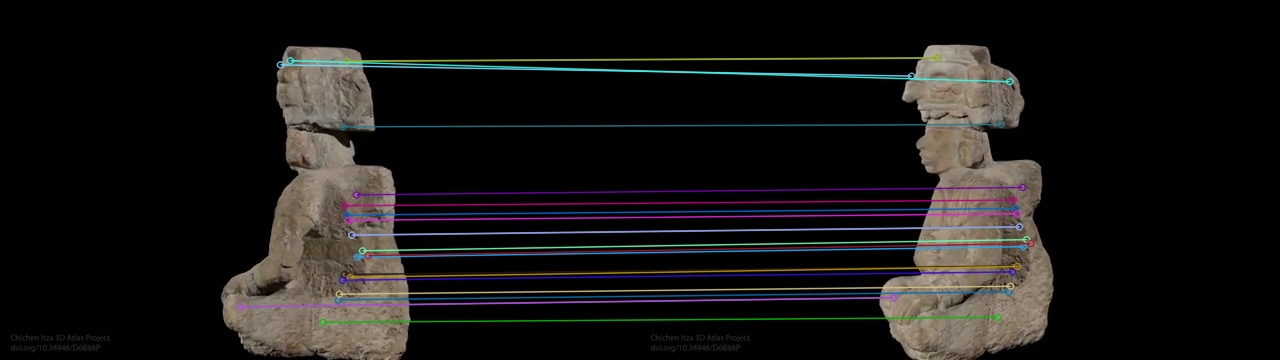 Chichen Itza 3D Atlas Project
doi.org/10.34946/D6B88P
Chichen Itza 3D Atlas Project
doi.org/10.34946/D6B88P